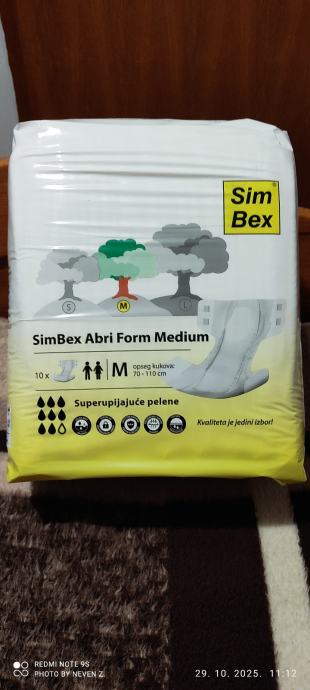 Sim
Bex
S
M
L
SimBex Abri Form Medium
10 x
M
opseg kukova:
70 - 110 cm
Superupijajuće pelene
Kvaliteta je jedini izbor!
REDMI NOTE 9S
PHOTO BY NEVEN Z.
29. 10. 2025. 11:12